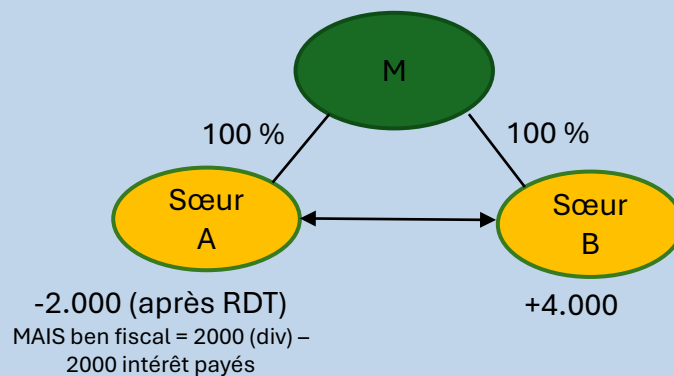 M
100 %
100 %
Sœur
A
Sœur
B
-2.000 (après RDT)
+4.000
MAIS ben fiscal = 2000 (div) –
2000 intérêt payés